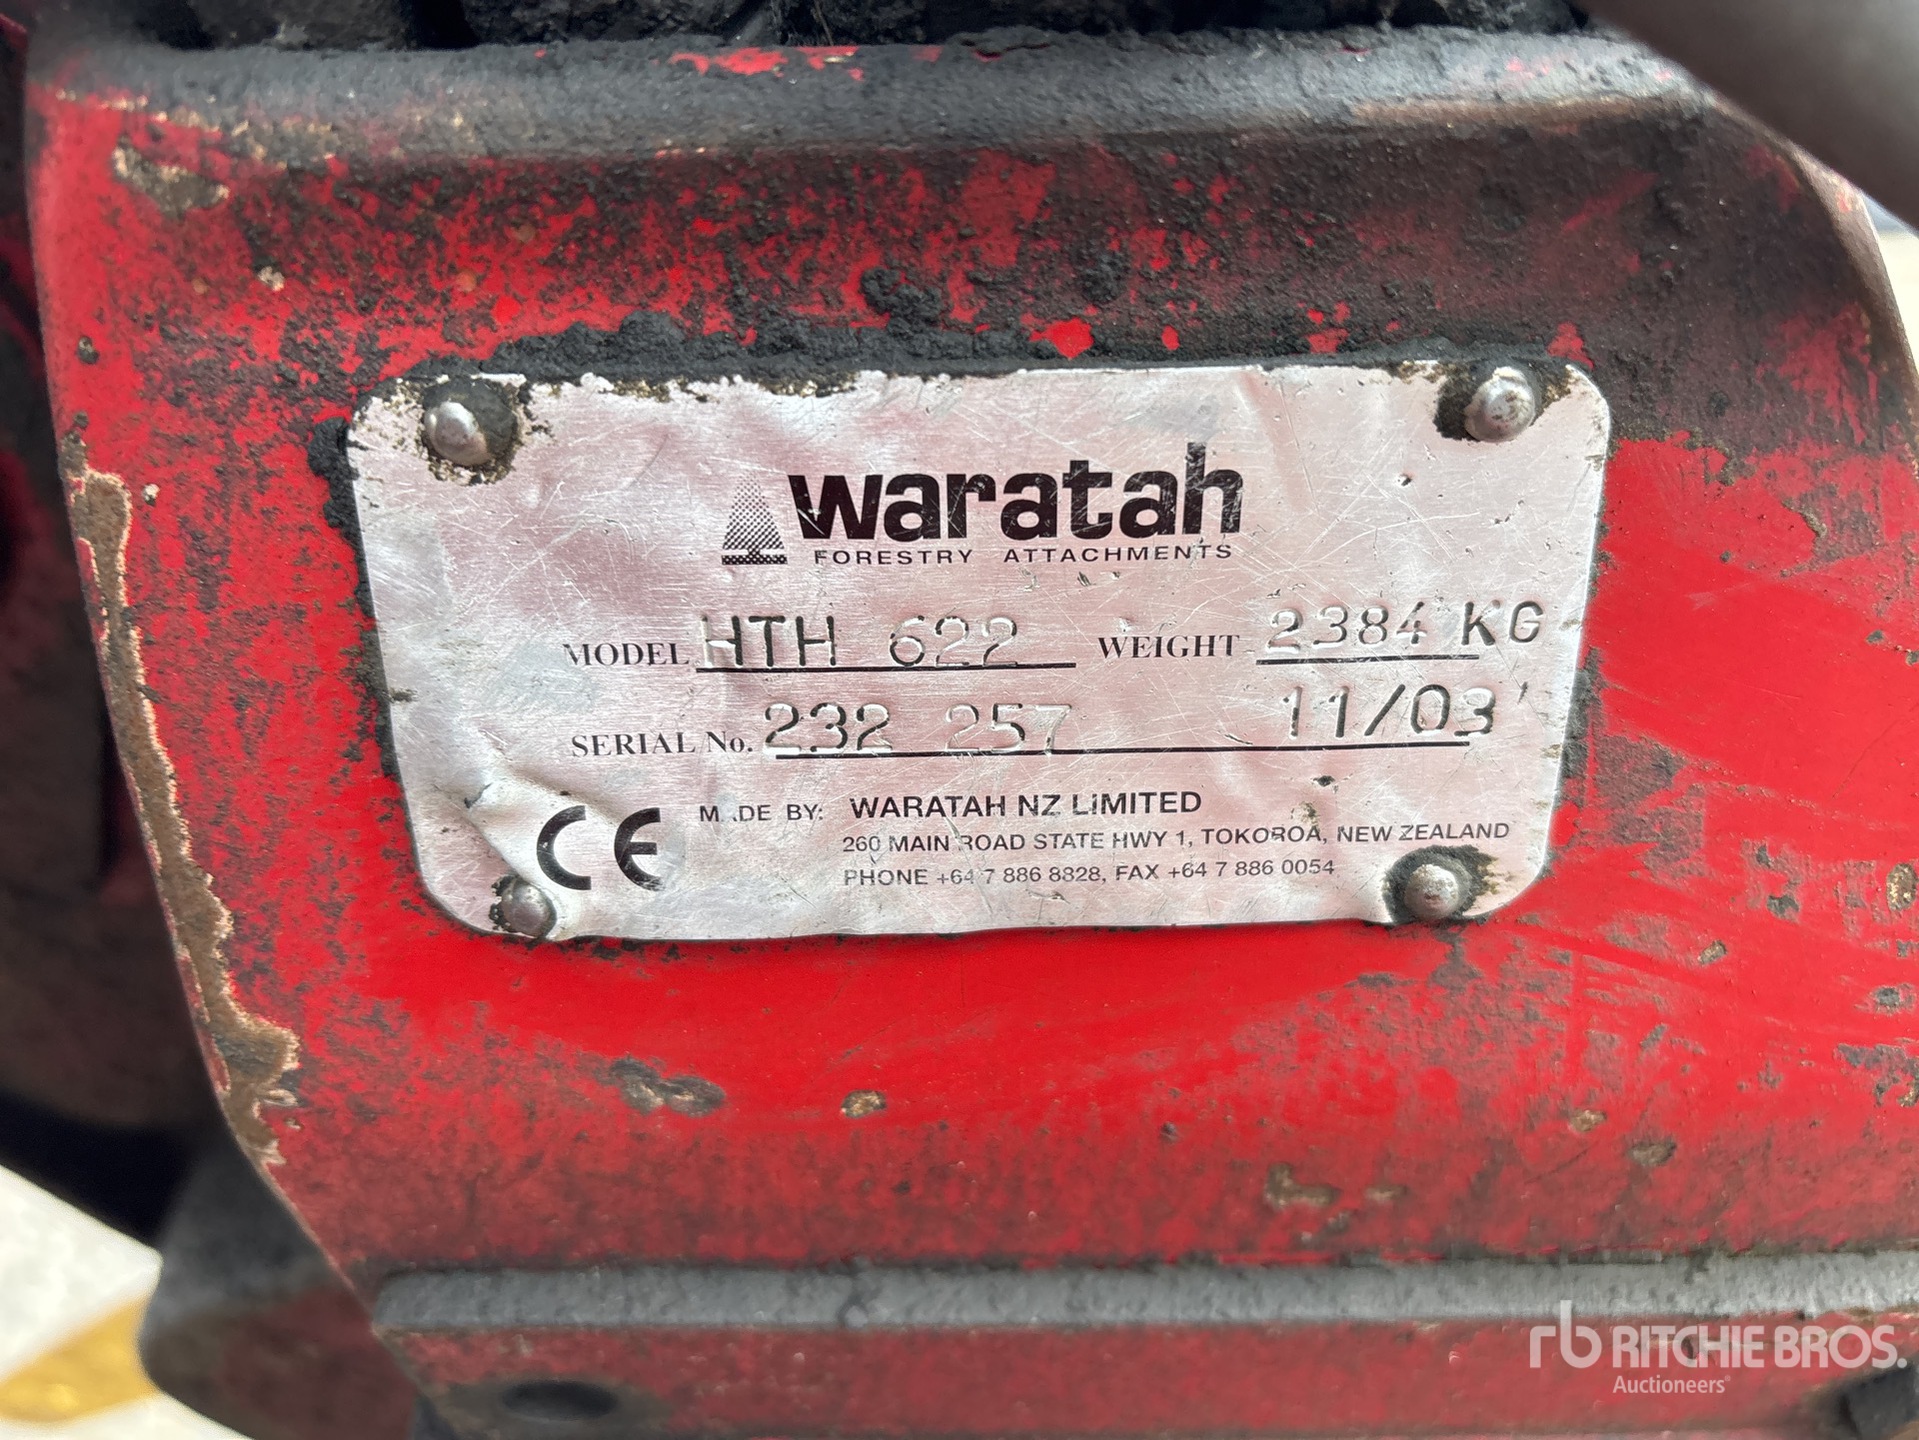 waratah
FORESTRY ATTACHMENTS
MODEL HTH 622 WEIGHT 2384 KG
SERIAL No. 232 257 11/03
CE MADE BY: WARATAH NZ LIMITED
260 MAIN ROAD STATE HWY 1, TOKOROA, NEW ZEALAND
PHONE +64 7 886 8828, FAX +64 7 886 0054
rb RITCHIE BROS.
Auctioneers